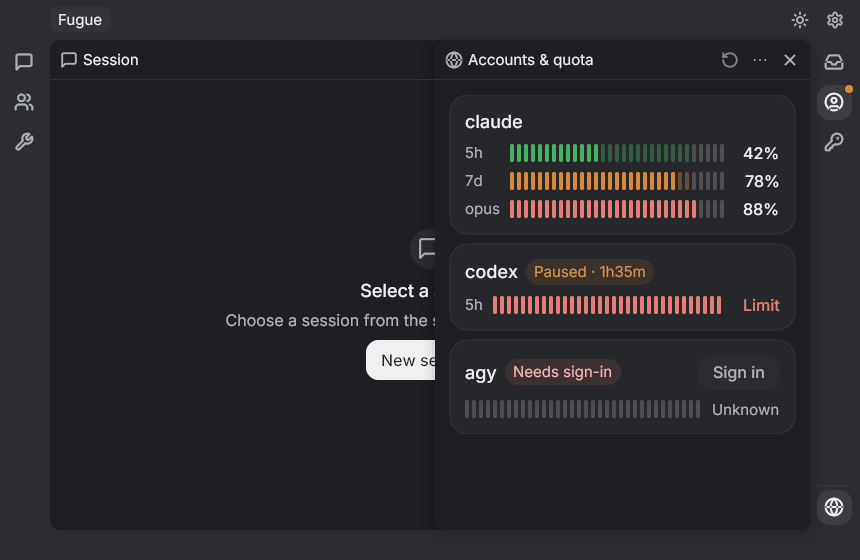 Fugue
Session
Select a
Choose a session from the s
New se
Accounts & quota
claude
5h 42%
7d 78%
opus 88%
codex Paused · 1h35m
5h Limit
agy Needs sign-in Sign in
Unknown